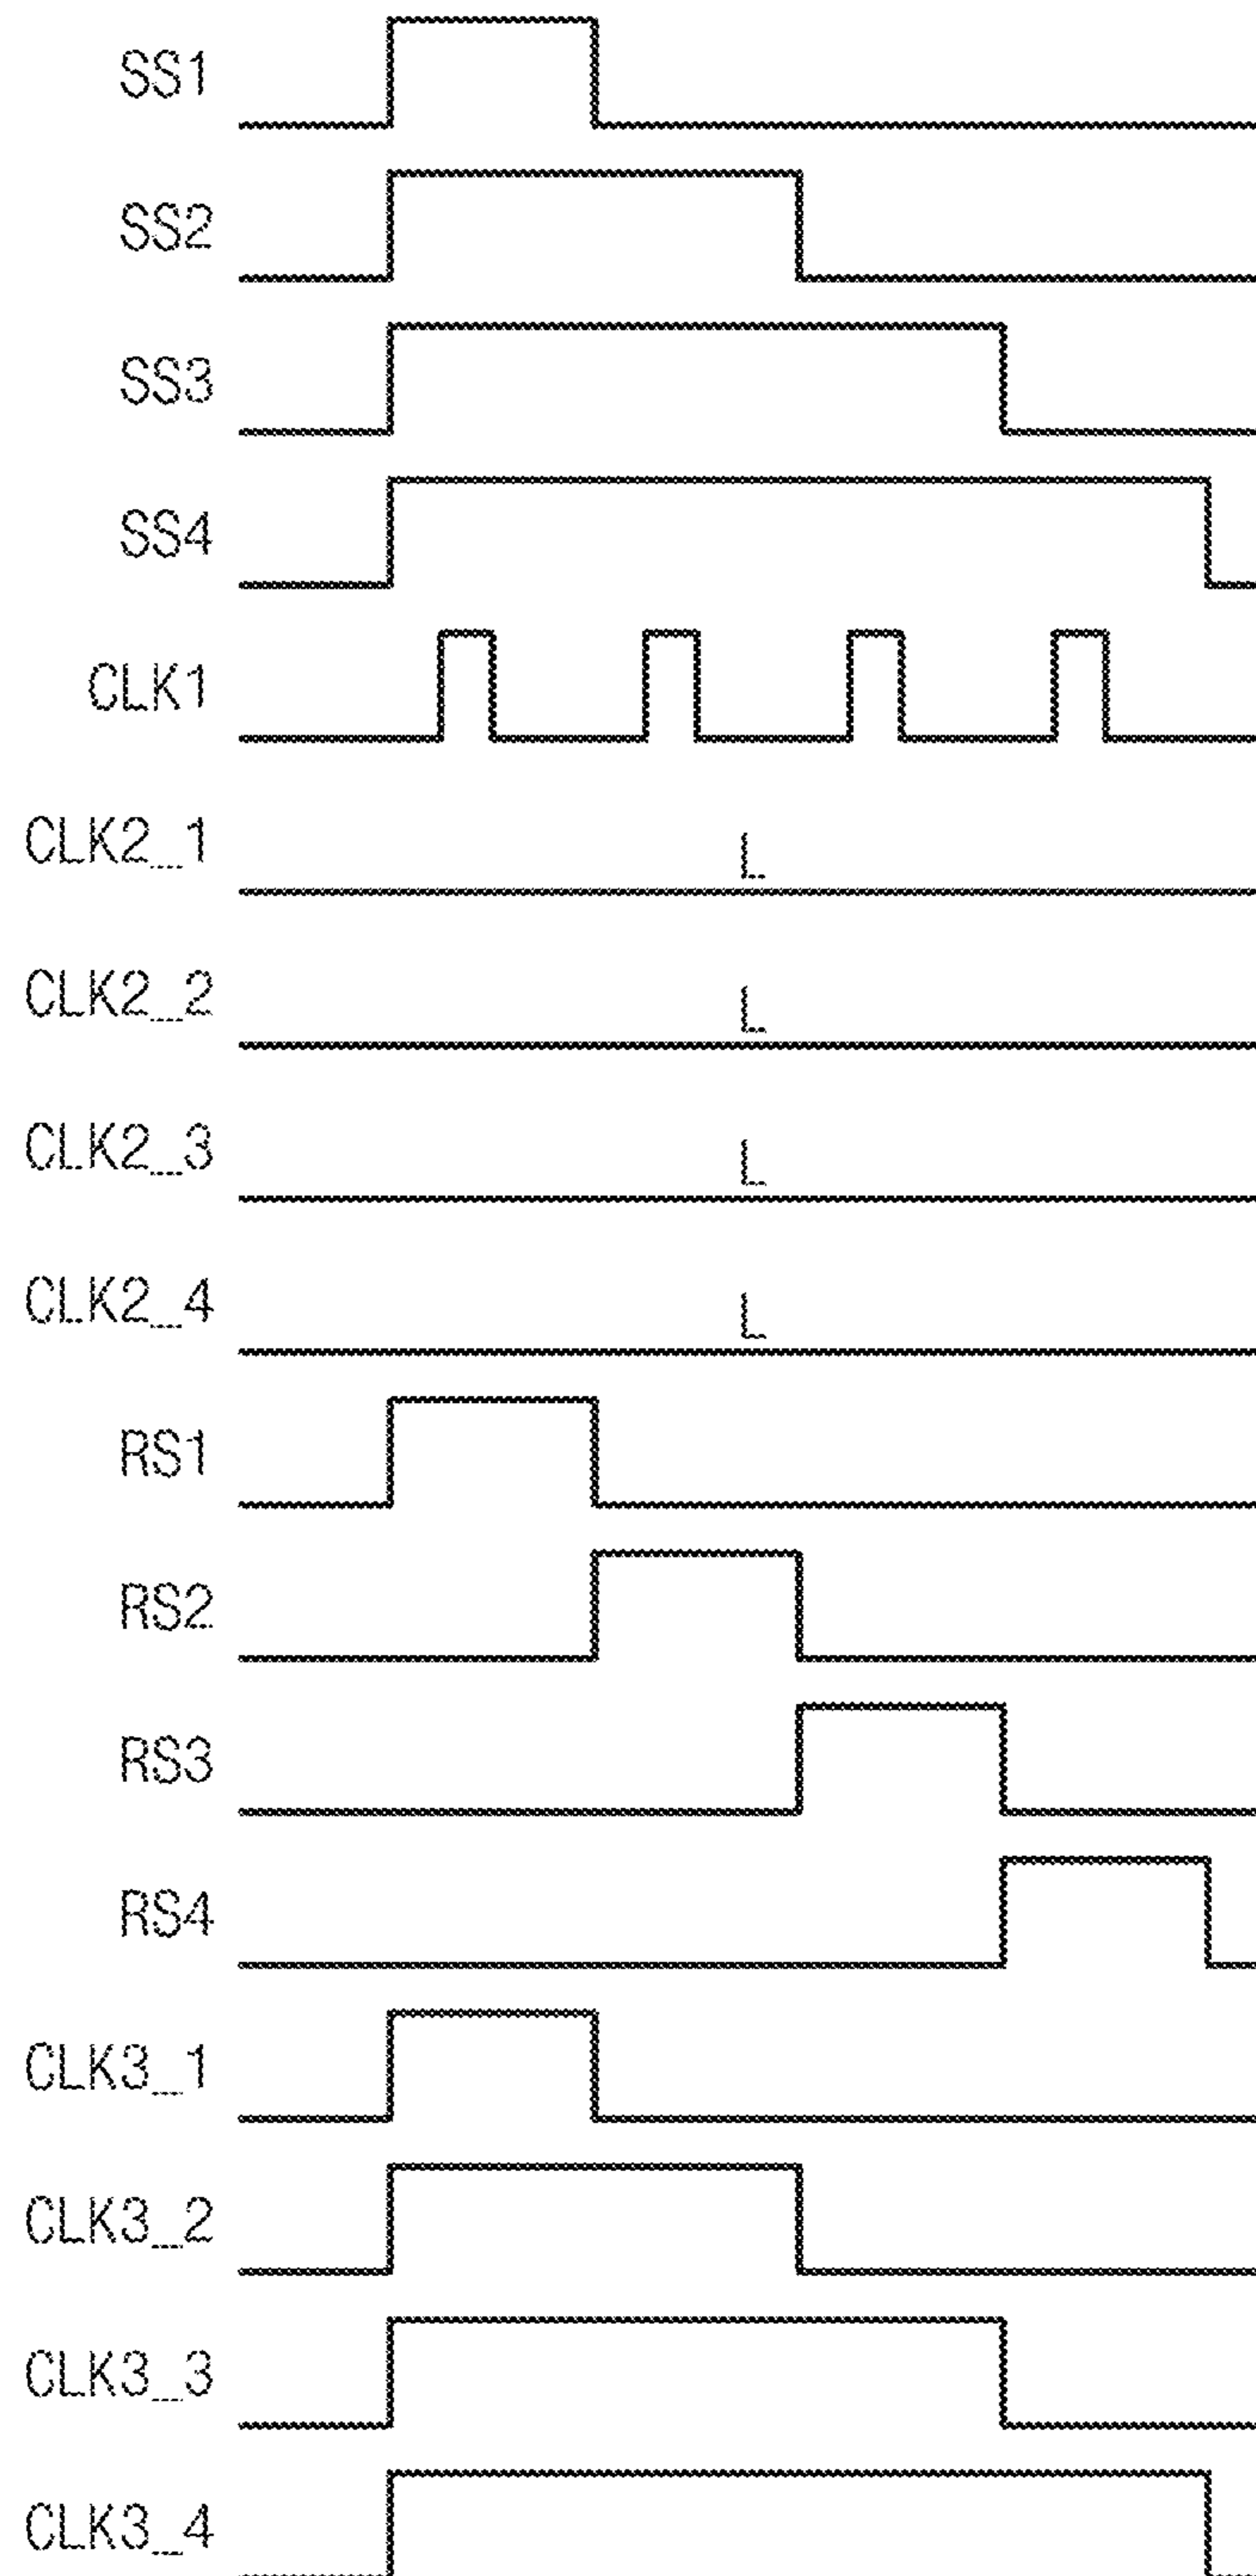 SS1
SS2
SS3
SS4
CLK1
CLK2_1
L
CLK2_2
L
CLK2_3
L
CLK2_4
L
RS1
RS2
RS3
RS4
CLK3_1
CLK3_2
CLK3_3
CLK3_4